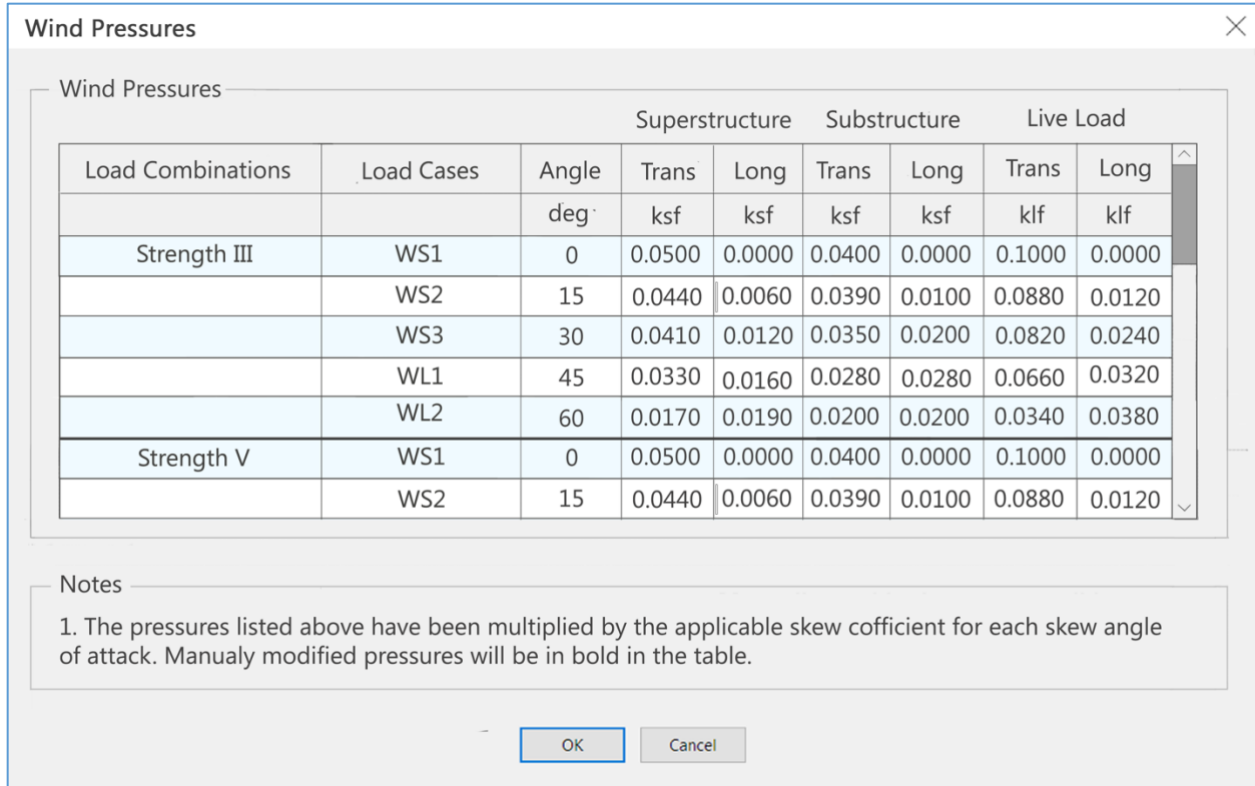 Wind Pressures
Wind Pressures
Superstructure Substructure Live Load
Load Combinations Load Cases Angle Trans Long Trans Long Trans Long
deg ksf ksf ksf ksf klf klf
Strength III WS1 0 0.0500 0.0000 0.0400 0.0000 0.1000 0.0000
WS2 15 0.0440 0.0060 0.0390 0.0100 0.0880 0.0120
WS3 30 0.0410 0.0120 0.0350 0.0200 0.0820 0.0240
WL1 45 0.0330 0.0160 0.0280 0.0280 0.0660 0.0320
WL2 60 0.0170 0.0190 0.0200 0.0200 0.0340 0.0380
Strength V WS1 0 0.0500 0.0000 0.0400 0.0000 0.1000 0.0000
WS2 15 0.0440 0.0060 0.0390 0.0100 0.0880 0.0120
Notes
1. The pressures listed above have been multiplied by the applicable skew cofficient for each skew angle
of attack. Manualy modified pressures will be in bold in the table.
OK Cancel